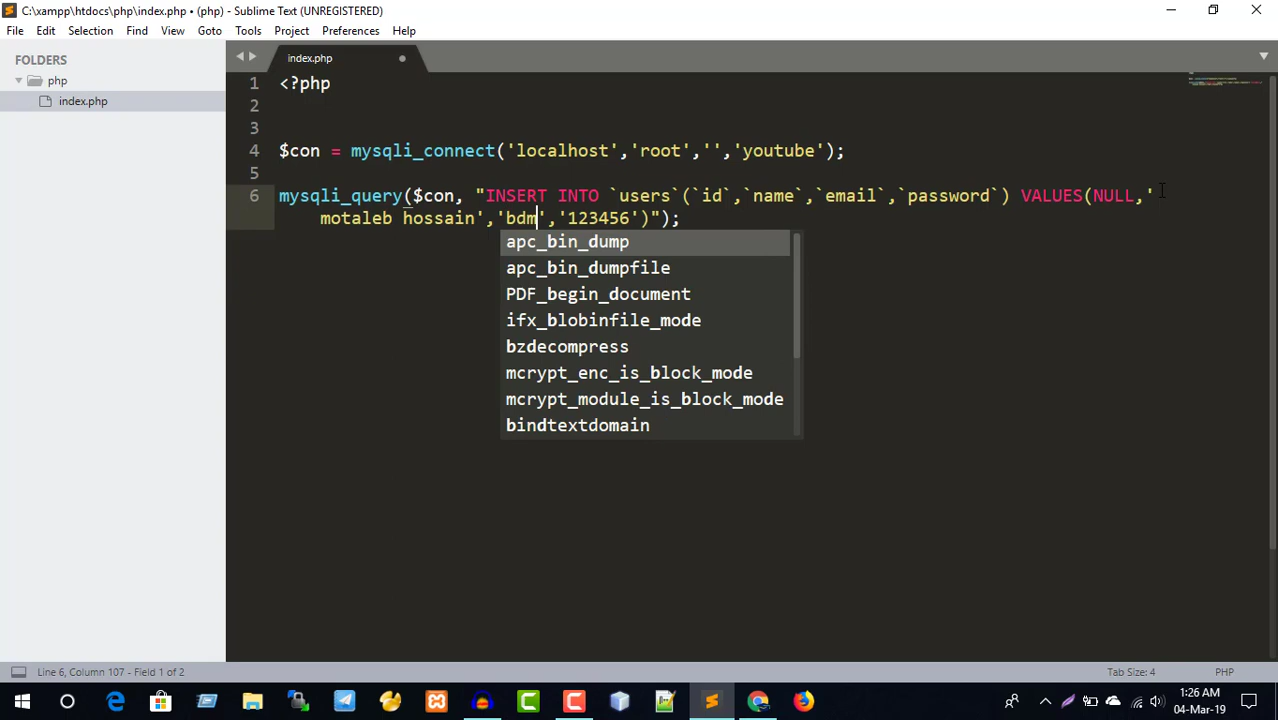 C:\xampp\htdocs\php\index.php • (php) - Sublime Text (UNREGISTERED)
File Edit Selection Find View Goto Tools Project Preferences Help
FOLDERS
php
index.php
index.php
1 <?php
2
3
4 $con = mysqli_connect('localhost','root','','youtube');
5
6 mysqli_query($con, "INSERT INTO `users`(`id`,`name`,`email`,`password`) VALUES(NULL,'
motaleb hossain','bdm','123456')");
apc_bin_dump
apc_bin_dumpfile
PDF_begin_document
ifx_blobinfile_mode
bzdecompress
mcrypt_enc_is_block_mode
mcrypt_module_is_block_mode
bindtextdomain
Line 6, Column 107 - Field 1 of 2
Tab Size: 4
PHP
1:26 AM
04-Mar-19